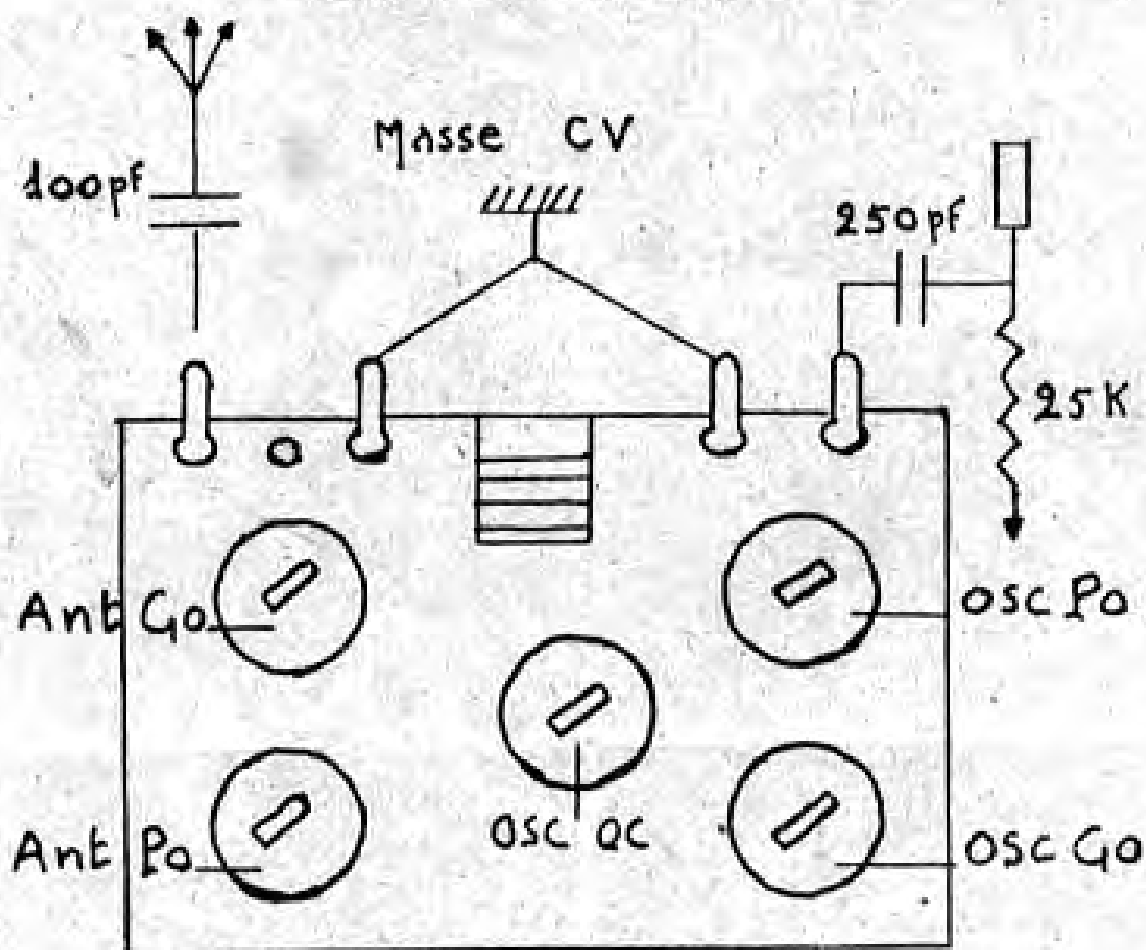 Masse CV
100pf
250pf
25K
Ant Go
OSC Po
OSC OC
Ant Po
OSC Go